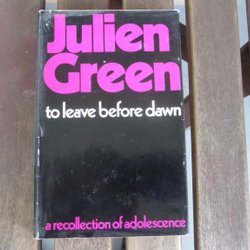 Julien
Green
to leave before dawn
a recollection of adolescence